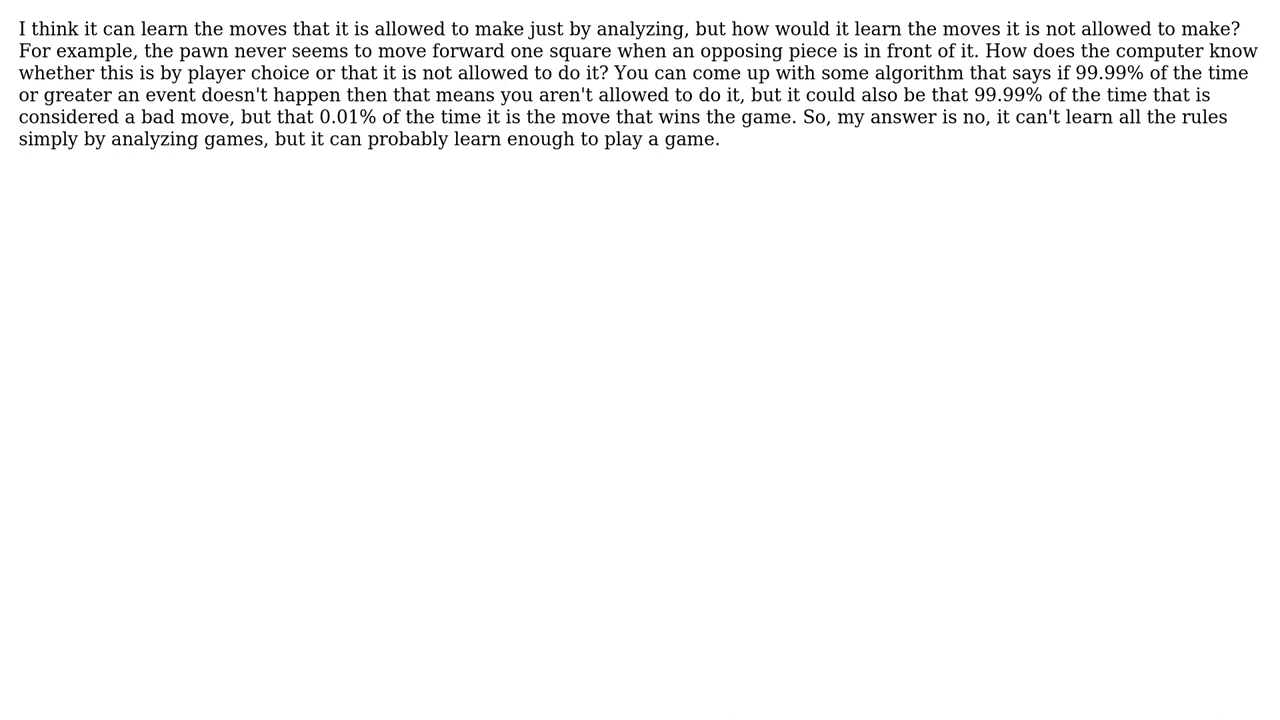 I think it can learn the moves that it is allowed to make just by analyzing, but how would it learn the moves it is not allowed to make?
For example, the pawn never seems to move forward one square when an opposing piece is in front of it. How does the computer know
whether this is by player choice or that it is not allowed to do it? You can come up with some algorithm that says if 99.99% of the time
or greater an event doesn't happen then that means you aren't allowed to do it, but it could also be that 99.99% of the time that is
considered a bad move, but that 0.01% of the time it is the move that wins the game. So, my answer is no, it can't learn all the rules
simply by analyzing games, but it can probably learn enough to play a game.